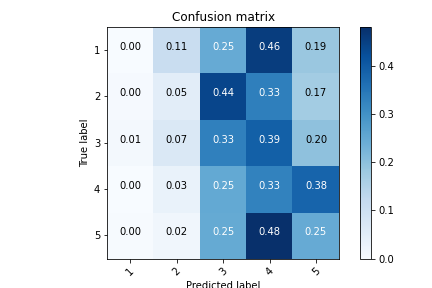 Confusion matrix
1 0.00 0.11 0.25 0.46 0.19
2 0.00 0.05 0.44 0.33 0.17
3 0.01 0.07 0.33 0.39 0.20
4 0.00 0.03 0.25 0.33 0.38
5 0.00 0.02 0.25 0.48 0.25
1 2 3 4 5
True label
Predicted label
0.4
0.3
0.2
0.1
0.0